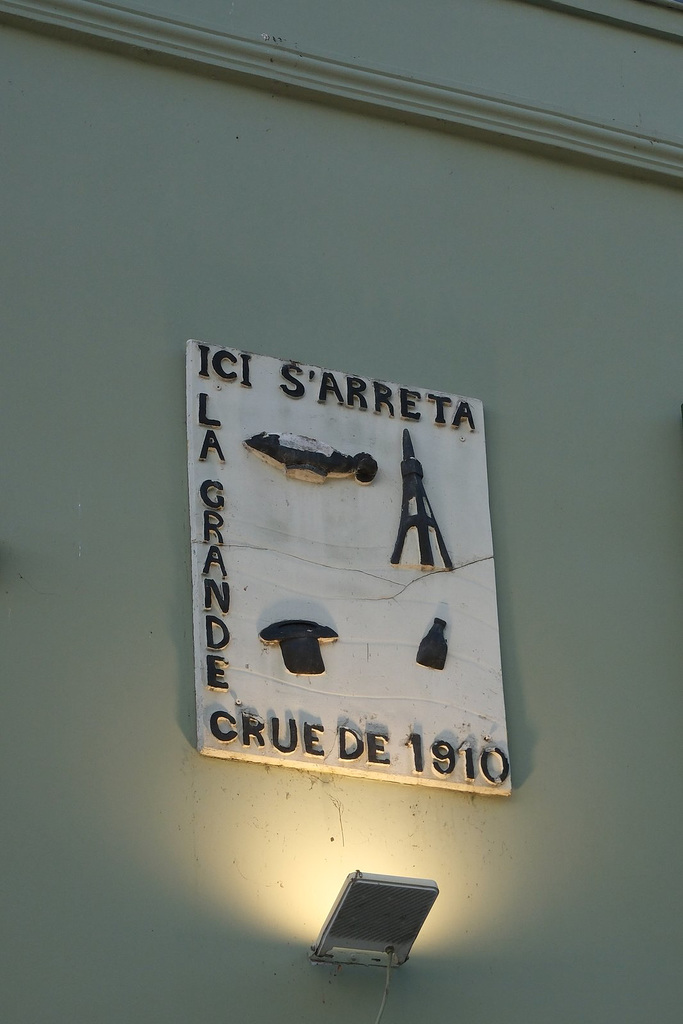 ICI S'ARRETA
LA GRANDE
CRUE DE 1910